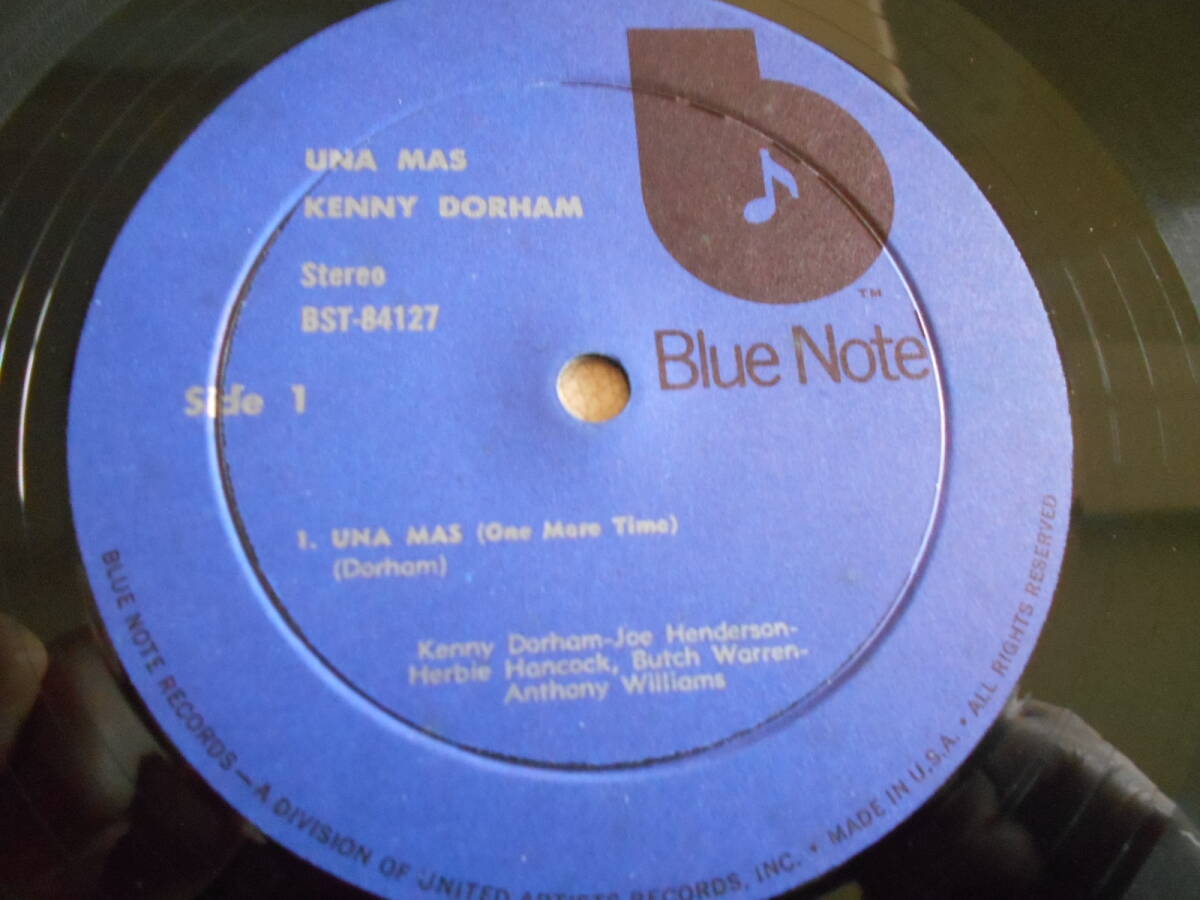 UNA MAS
KENNY DORHAM
Stereo
BST-84127
Side 1
TM
Blue Note
1. UNA MAS (One More Time)
(Dorham)
Kenny Dorham-Joe Henderson-
Herbie Hancock, Butch Warren-
Anthony Williams
BLUE NOTE RECORDS — A DIVISION OF UNITED ARTISTS RECORDS, INC. • MADE IN U.S.A. • ALL RIGHTS RESERVED